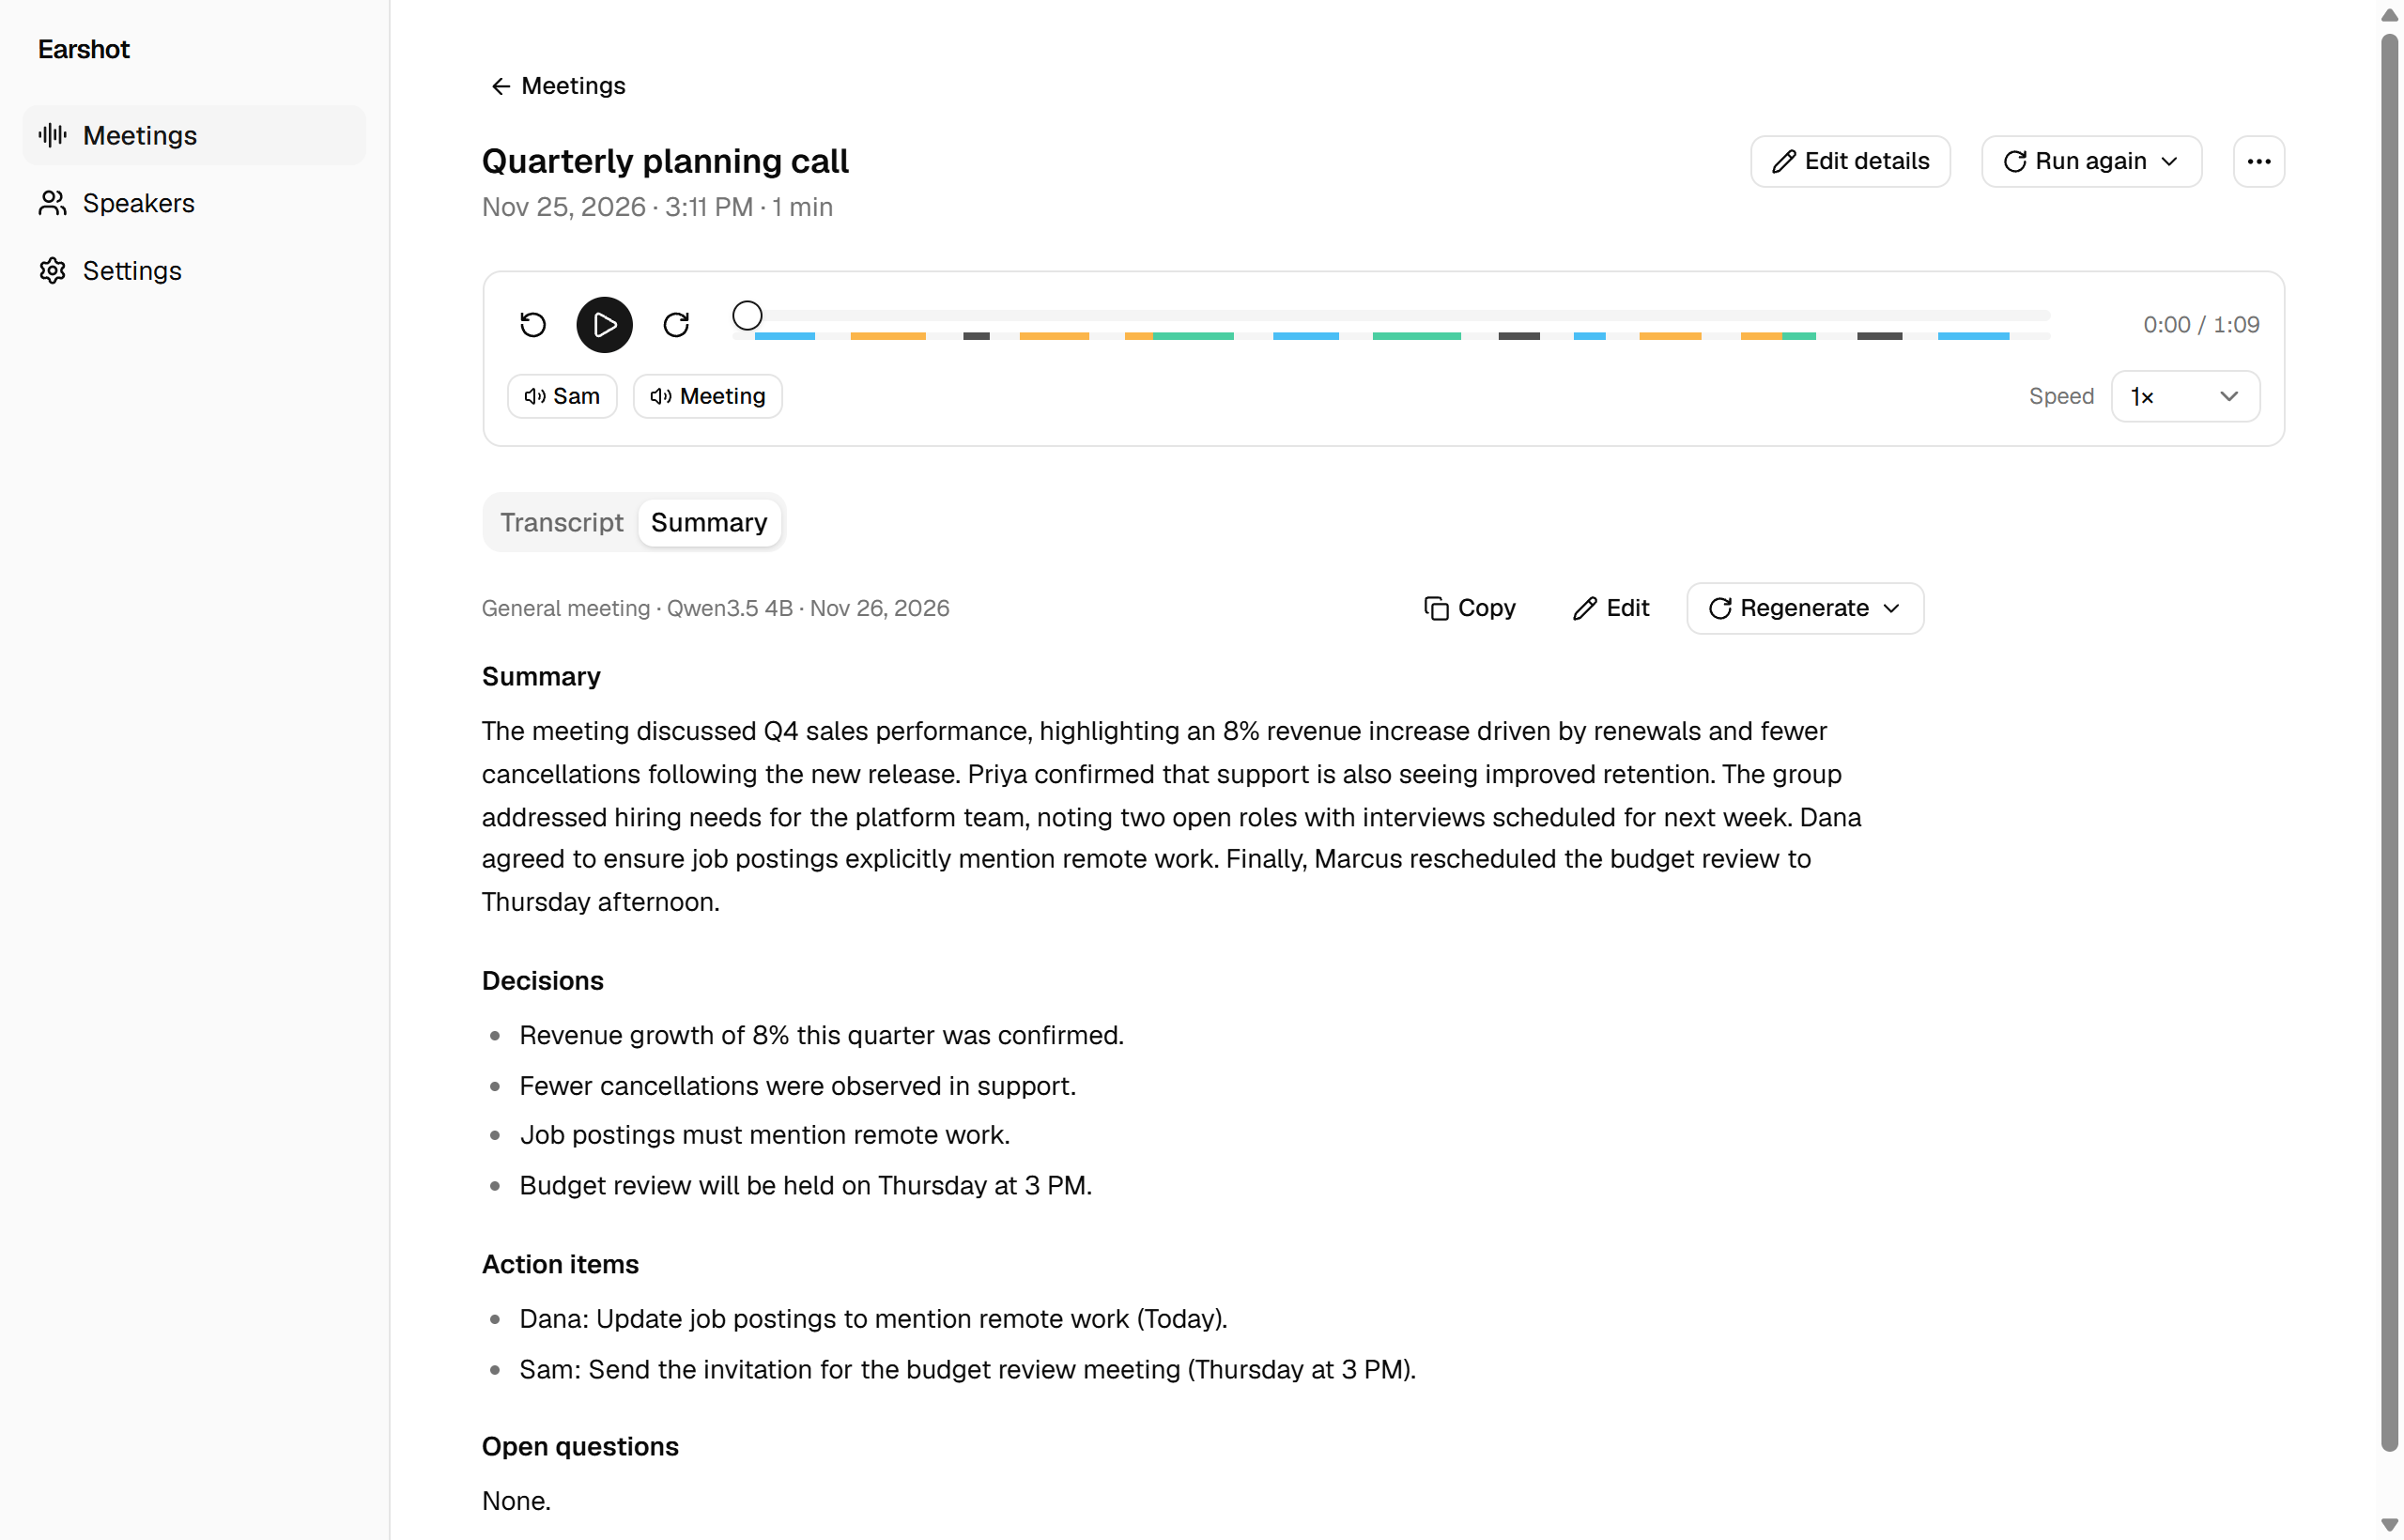 Earshot
Meetings
Speakers
Settings
Meetings
Quarterly planning call
Edit details
Run again
Nov 25, 2026 · 3:11 PM · 1 min
0:00 / 1:09
Sam
Meeting
Speed
1×
Transcript
Summary
General meeting · Qwen3.5 4B · Nov 26, 2026
Copy
Edit
Regenerate
Summary
The meeting discussed Q4 sales performance, highlighting an 8% revenue increase driven by renewals and fewer
cancellations following the new release. Priya confirmed that support is also seeing improved retention. The group
addressed hiring needs for the platform team, noting two open roles with interviews scheduled for next week. Dana
agreed to ensure job postings explicitly mention remote work. Finally, Marcus rescheduled the budget review to
Thursday afternoon.
Decisions
• Revenue growth of 8% this quarter was confirmed.
• Fewer cancellations were observed in support.
• Job postings must mention remote work.
• Budget review will be held on Thursday at 3 PM.
Action items
• Dana: Update job postings to mention remote work (Today).
• Sam: Send the invitation for the budget review meeting (Thursday at 3 PM).
Open questions
None.